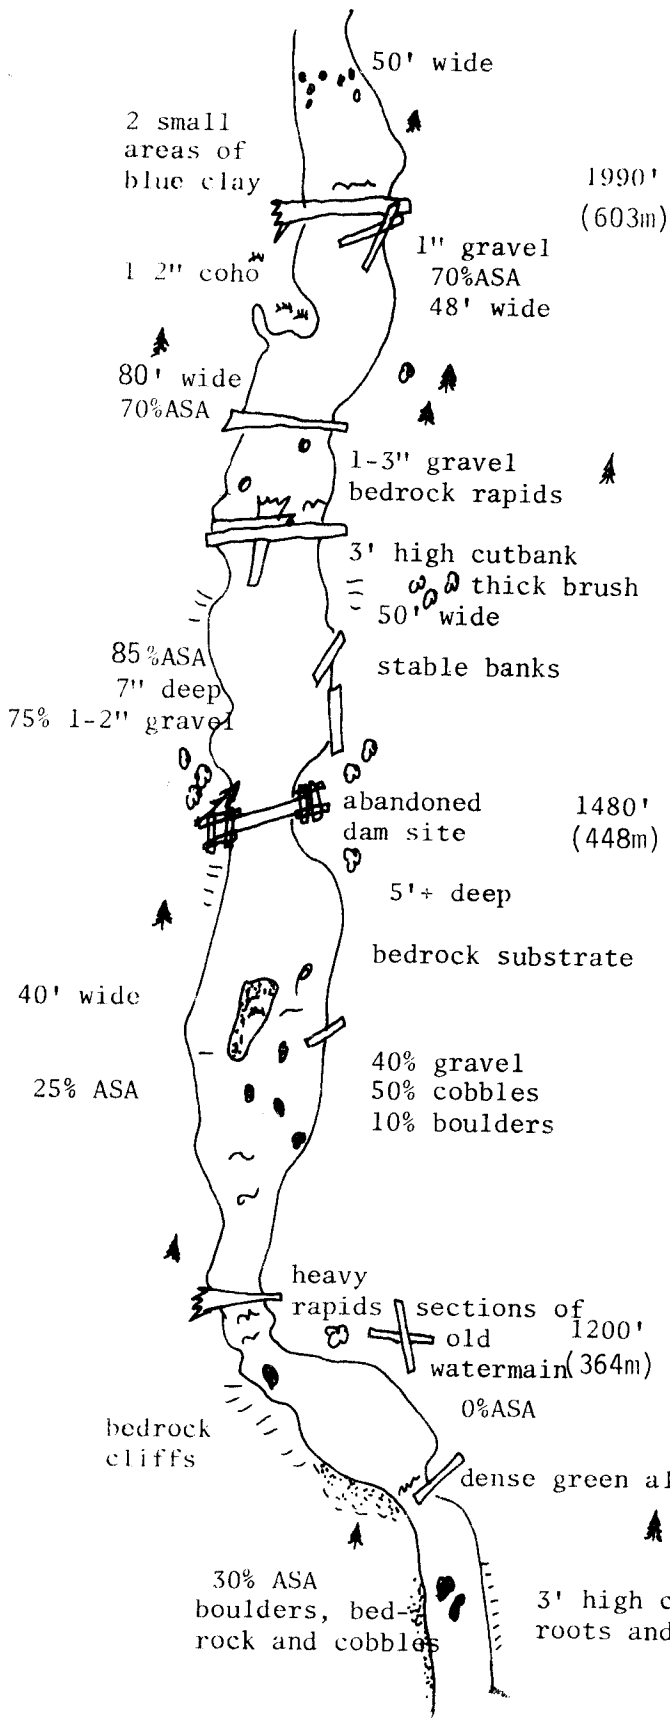 50' wide
2 small
areas of
blue clay
1990'
(603m)
1" gravel
70%ASA
48' wide
1 2" coho
80' wide
70%ASA
1-3" gravel
bedrock rapids
3' high cutbank
thick brush
50' wide
85%ASA
7" deep
75% 1-2" gravel
stable banks
abandoned
dam site
1480'
(448m)
5'+ deep
bedrock substrate
40' wide
25% ASA
40% gravel
50% cobbles
10% boulders
heavy
rapids
sections of
old
watermain
1200'
(364m)
0%ASA
bedrock
cliffs
dense green
30% ASA
boulders, bed-
rock and cobbles
3' high
roots and